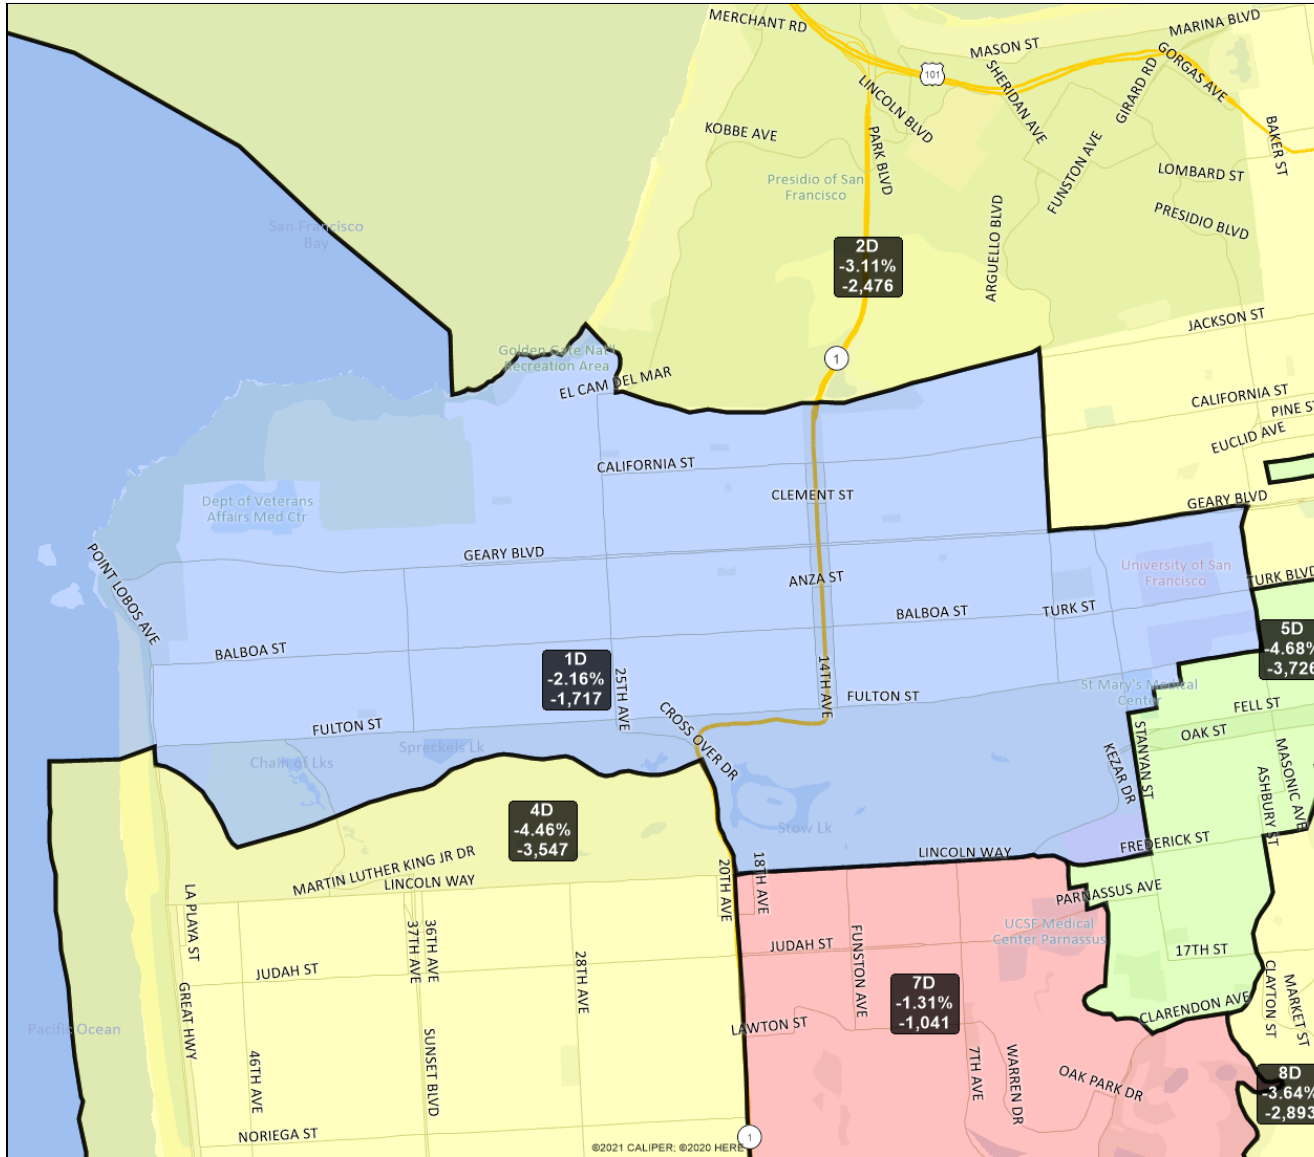 MERCHANT RD
MARINA BLVD
MASON ST
101
GORGAS AVE
SHERIDAN AVE
GIRARD RD
LINCOLN BLVD
KOBBE AVE
PARK BLVD
FUNSTON AVE
BAKER ST
LOMBARD ST
Presidio of San
Francisco
PRESIDIO BLVD
ARGUELLO BLVD
San Francisco
Bay
2D
-3.11%
-2,476
JACKSON ST
1
Golden Gate Nat'l
Recreation Area
EL CAM DEL MAR
CALIFORNIA ST
PINE ST
EUCLID AVE
CALIFORNIA ST
CLEMENT ST
GEARY BLVD
Dept of Veterans
Affairs Med Ctr
POINT LOBOS AVE
GEARY BLVD
ANZA ST
University of San
Francisco
TURK BLVD
BALBOA ST
TURK ST
BALBOA ST
5D
-4.68%
-3,726
1D
-2.16%
-1,717
25TH AVE
14TH AVE
St Mary's Medical
Center
FULTON ST
FELL ST
OAK ST
FULTON ST
CROSS OVER DR
Spreckels Lk
Chain of Lks
STANYAN ST
KEZAR DR
MASONIC AVE
ASHBURY ST
4D
-4.46%
-3,547
Stow Lk
FREDERICK ST
LINCOLN WAY
MARTIN LUTHER KING JR DR
LINCOLN WAY
20TH AVE
18TH AVE
PARNASSUS AVE
LA PLAYA ST
37TH AVE
36TH AVE
UCSF Medical
Center Parnassus
JUDAH ST
FUNSTON AVE
17TH ST
JUDAH ST
28TH AVE
CLAYTON ST
MARKET ST
7D
-1.31%
-1,041
GREAT HWY
CLARENDON AVE
Pacific Ocean
LAWTON ST
46TH AVE
SUNSET BLVD
7TH AVE
WARREN DR
OAK PARK DR
8D
-3.64%
-2,893
NORIEGA ST
1
©2021 CALIPER; ©2020 HERE